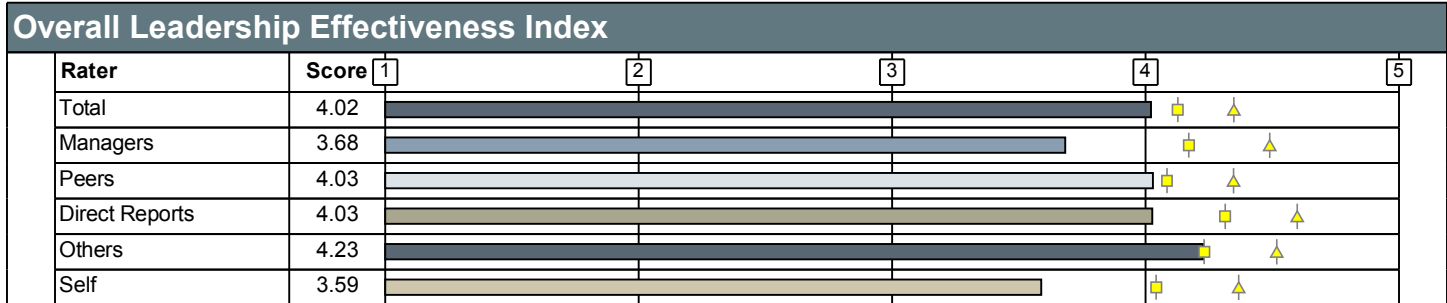 Overall Leadership Effectiveness Index
Rater Score 1 2 3 4 5
Total 4.02
Managers 3.68
Peers 4.03
Direct Reports 4.03
Others 4.23
Self 3.59